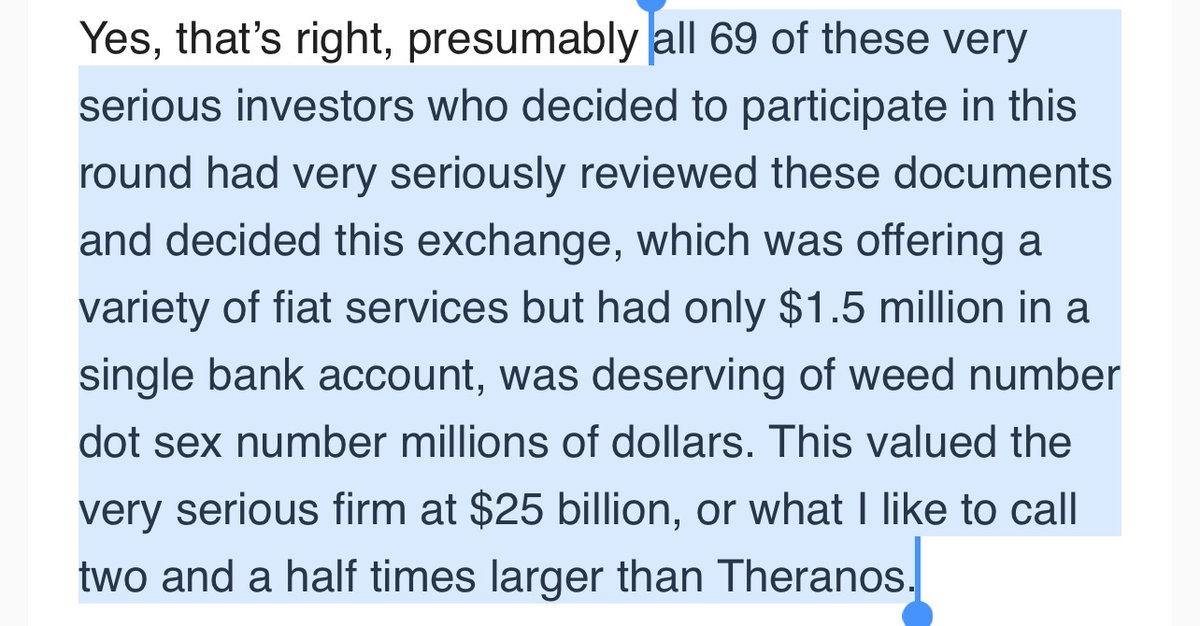 Yes, that’s right, presumably all 69 of these very
serious investors who decided to participate in this
round had very seriously reviewed these documents
and decided this exchange, which was offering a
variety of fiat services but had only $1.5 million in a
single bank account, was deserving of weed number
dot sex number millions of dollars. This valued the
very serious firm at $25 billion, or what I like to call
two and a half times larger than Theranos.